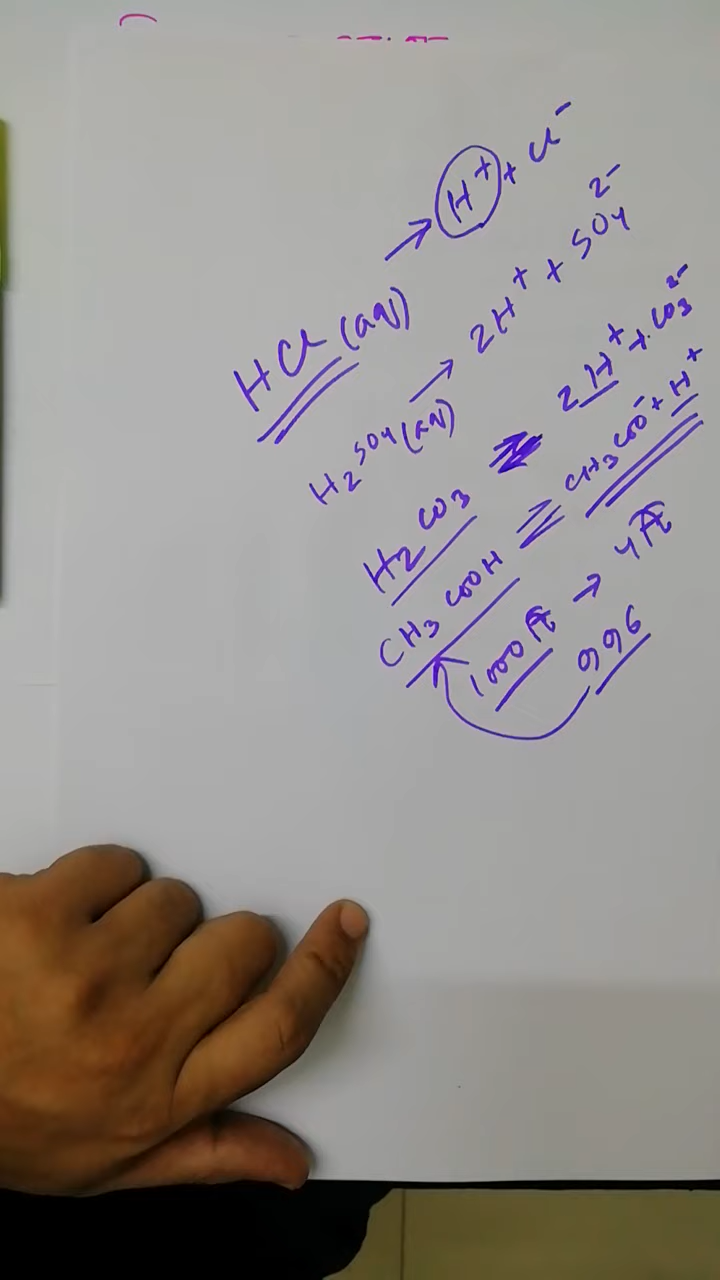 HCl (aq) → H⁺ + Cl⁻
H₂SO₄ (aq) → 2H⁺ + SO₄²⁻
H₂CO₃ ⇌ 2H⁺ + CO₃²⁻
CH₃COOH ⇌ CH₃COO⁻ + H⁺
1000 টি → 4 টি
996